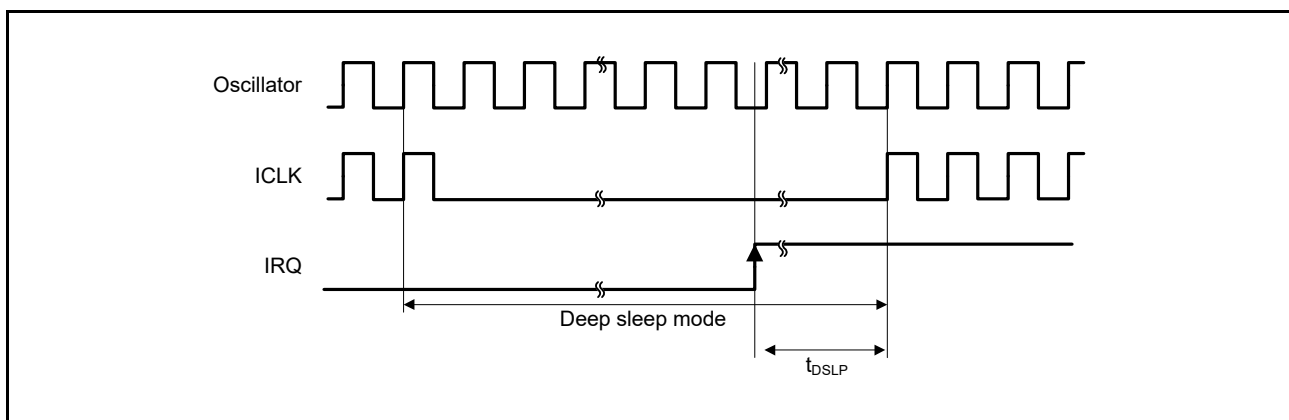 Oscillator
ICLK
IRQ
Deep sleep mode
tDSLP